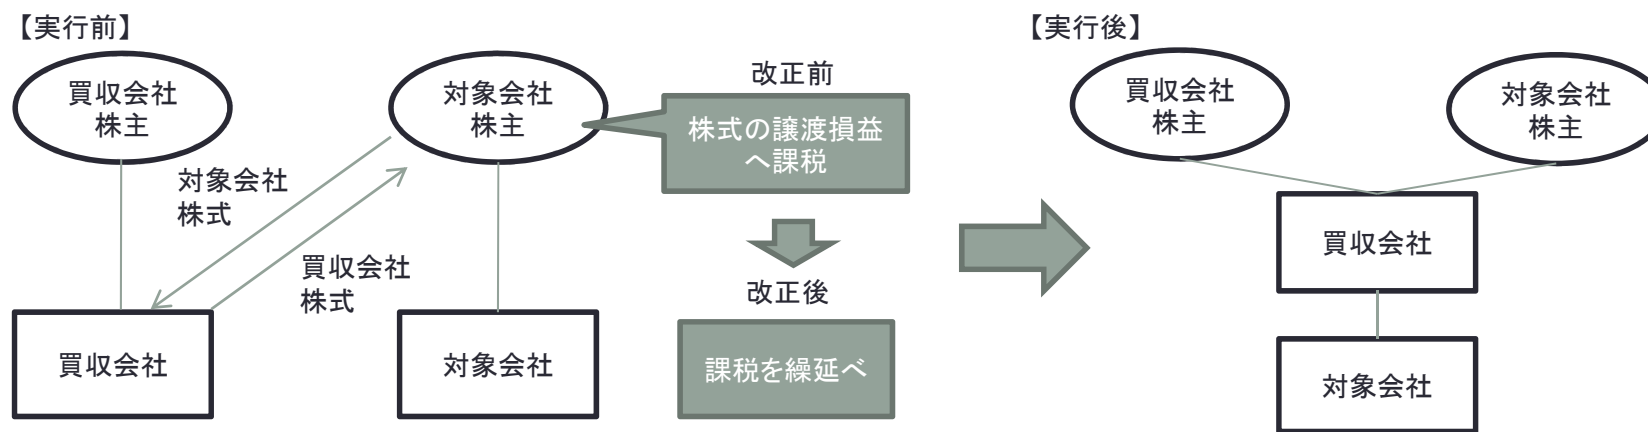 【実行前】
買収会社
株主
対象会社
株主
対象会社
株式
買収会社
株式
買収会社
対象会社
改正前
株式の譲渡損益
へ課税
改正後
課税を繰延べ
【実行後】
買収会社
株主
対象会社
株主
買収会社
対象会社